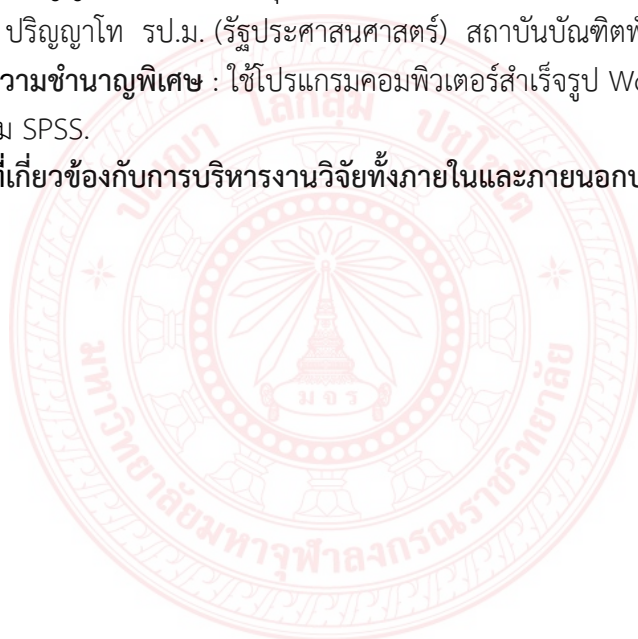 ปริญญาโท รป.ม. (รัฐประศาสนศาสตร์) สถาบันบัณฑิตพั
วามชำนาญพิเศษ : ใช้โปรแกรมคอมพิวเตอร์สำเร็จรูป Wo
ม SPSS.
ที่เกี่ยวข้องกับการบริหารงานวิจัยทั้งภายในและภายนอกป
ปญฺญา โลกสฺมิ ปชฺโชโต
ม จ ร
มหาวิทยาลัยมหาจุฬาลงกรณราชวิทยาลัย